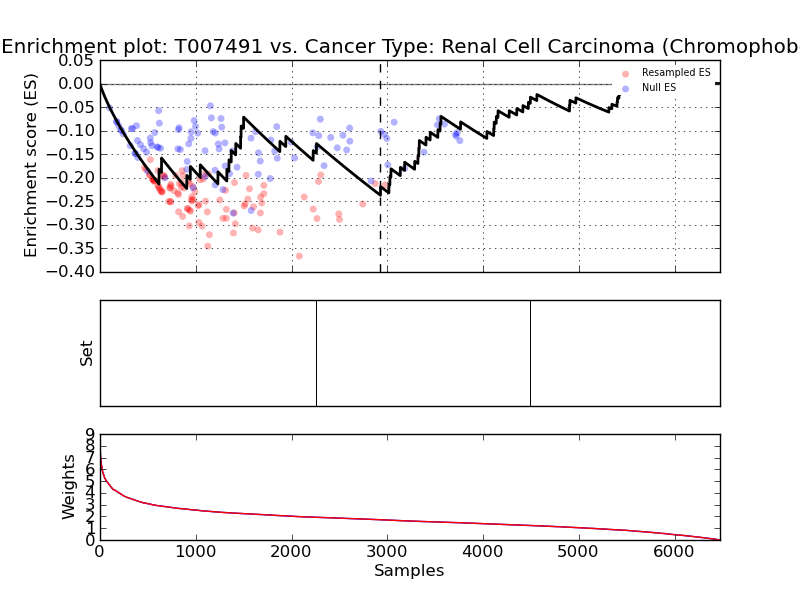 Enrichment plot: T007491 vs. Cancer Type: Renal Cell Carcinoma (Chromophob
0.05
0.00
−0.05
−0.10
−0.15
−0.20
−0.25
−0.30
−0.35
−0.40
Enrichment score (ES)
Resampled ES
Null ES
Set
9
8
7
6
5
4
3
2
1
0
Weights
0 1000 2000 3000 4000 5000 6000
Samples